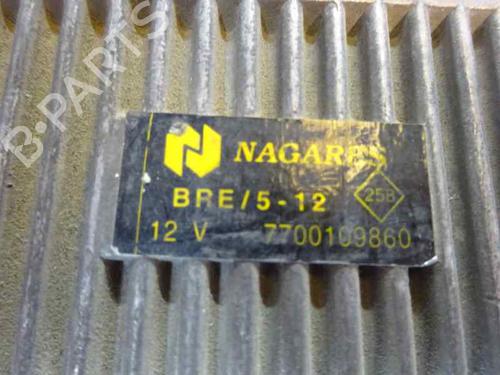 B-PARTS
NAGARES
BRE/5-12
258
12 V 7700109860